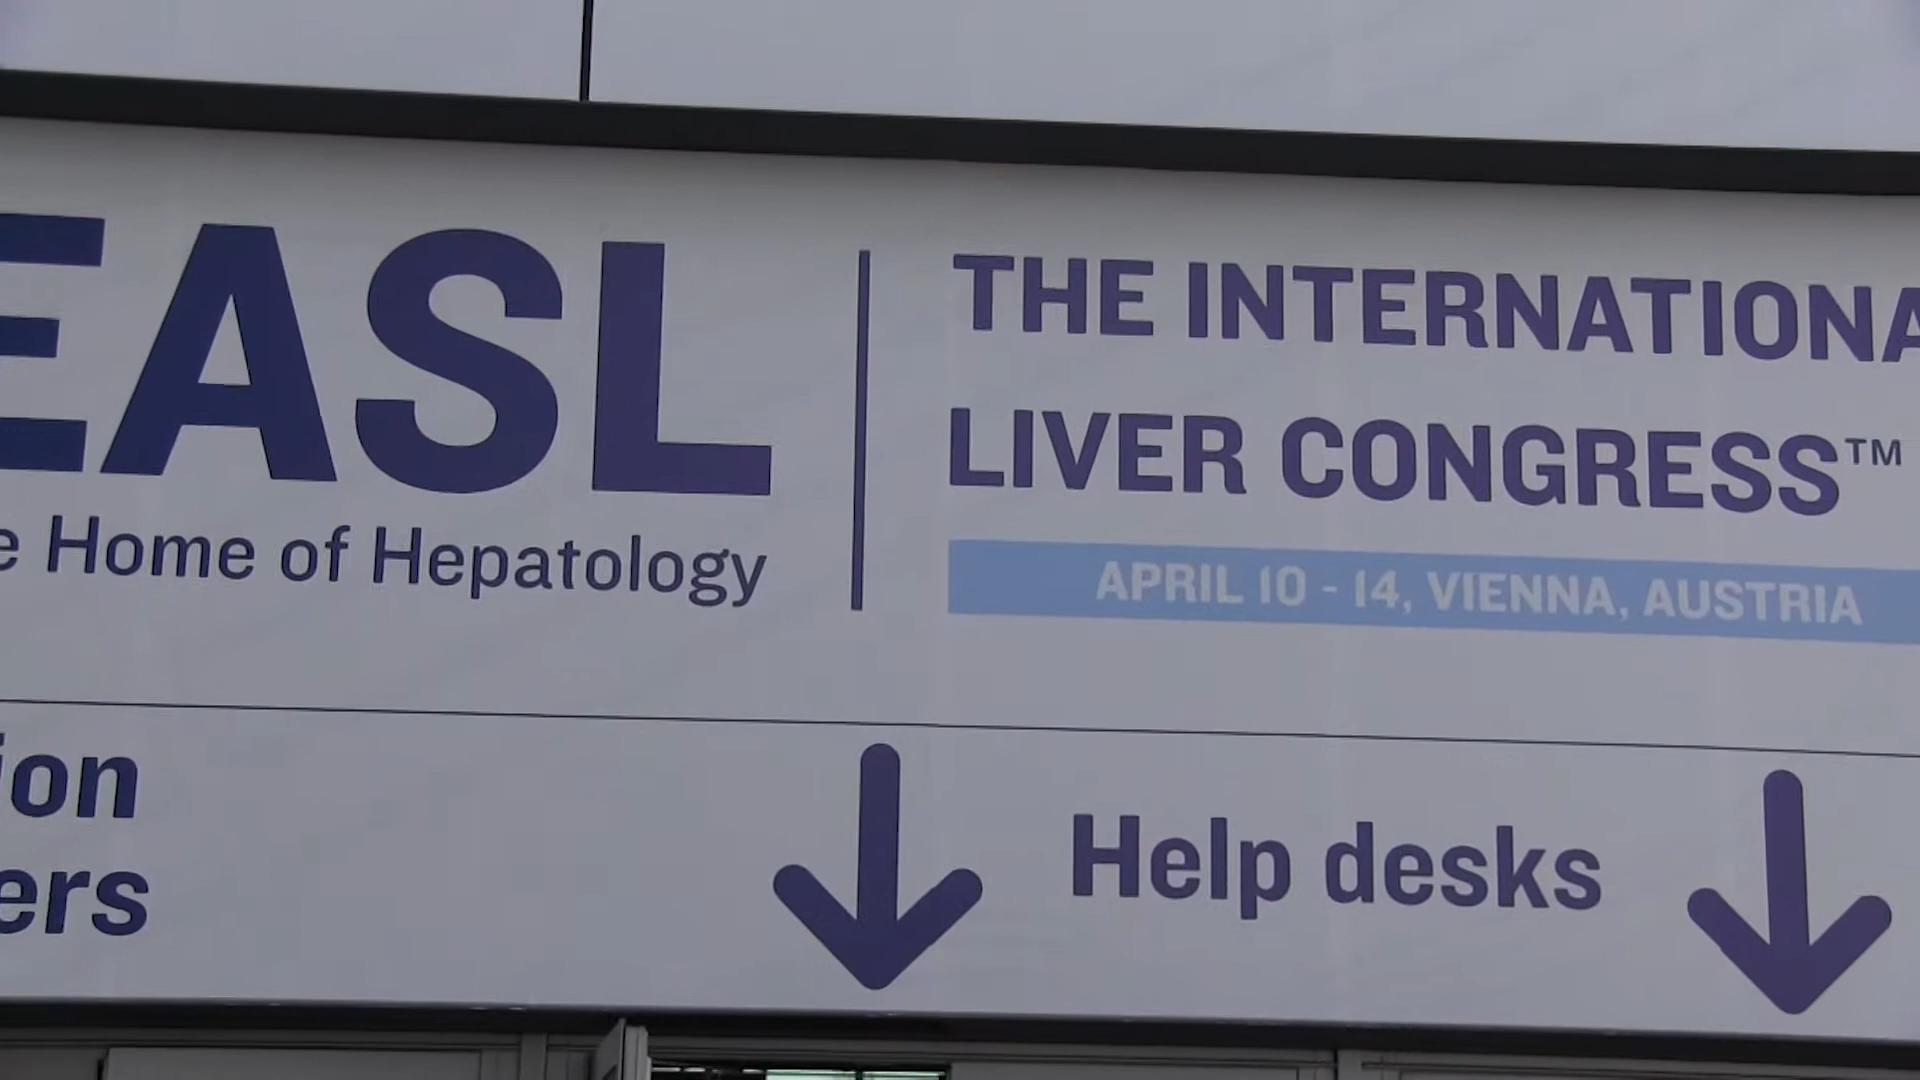 EASL
e Home of Hepatology
THE INTERNATIONA
LIVER CONGRESS™
APRIL 10 - 14, VIENNA, AUSTRIA
ion
ers
Help desks